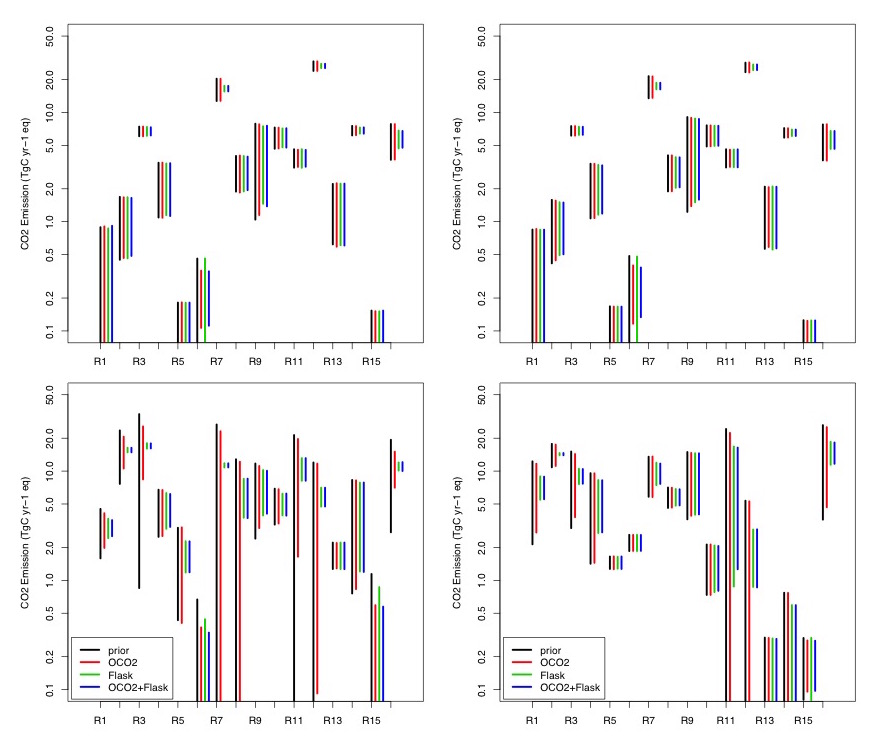 CO2 Emission (TgC yr−1 eq)
50.0
20.0
10.0
5.0
2.0
1.0
0.5
0.2
0.1
R1 R3 R5 R7 R9 R11 R13 R15
CO2 Emission (TgC yr−1 eq)
50.0
20.0
10.0
5.0
2.0
1.0
0.5
0.2
0.1
R1 R3 R5 R7 R9 R11 R13 R15
CO2 Emission (TgC yr−1 eq)
50.0
20.0
10.0
5.0
2.0
1.0
0.5
0.2
0.1
prior
OCO2
Flask
OCO2+Flask
R1 R3 R5 R7 R9 R11 R13 R15
CO2 Emission (TgC yr−1 eq)
50.0
20.0
10.0
5.0
2.0
1.0
0.5
0.2
0.1
prior
OCO2
Flask
OCO2+Flask
R1 R3 R5 R7 R9 R11 R13 R15